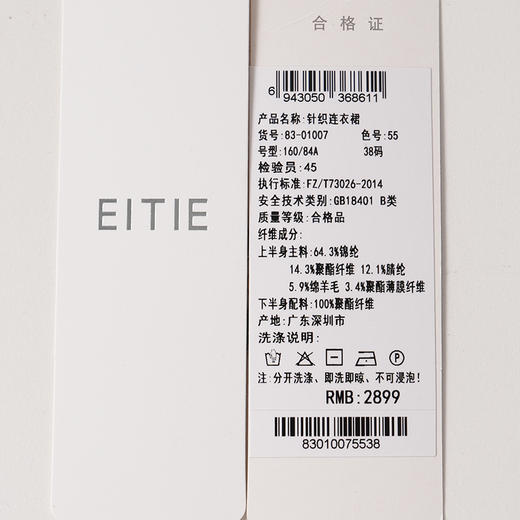 EITIE
合格证
6 943050 368611
产品名称:针织连衣裙
货号:83-01007 色号:55
号型:160/84A 38码
检验员:45
执行标准:FZ/T73026-2014
安全技术类别:GB18401 B类
质量等级:合格品
纤维成分:
上半身主料:64.3%锦纶
14.3%聚酯纤维 12.1%腈纶
5.9%绵羊毛 3.4%聚酯薄膜纤维
下半身配料:100%聚酯纤维
产地:广东深圳市
洗涤说明:
注:分开洗涤、即洗即晾、不可浸泡!
RMB:2899
83010075538